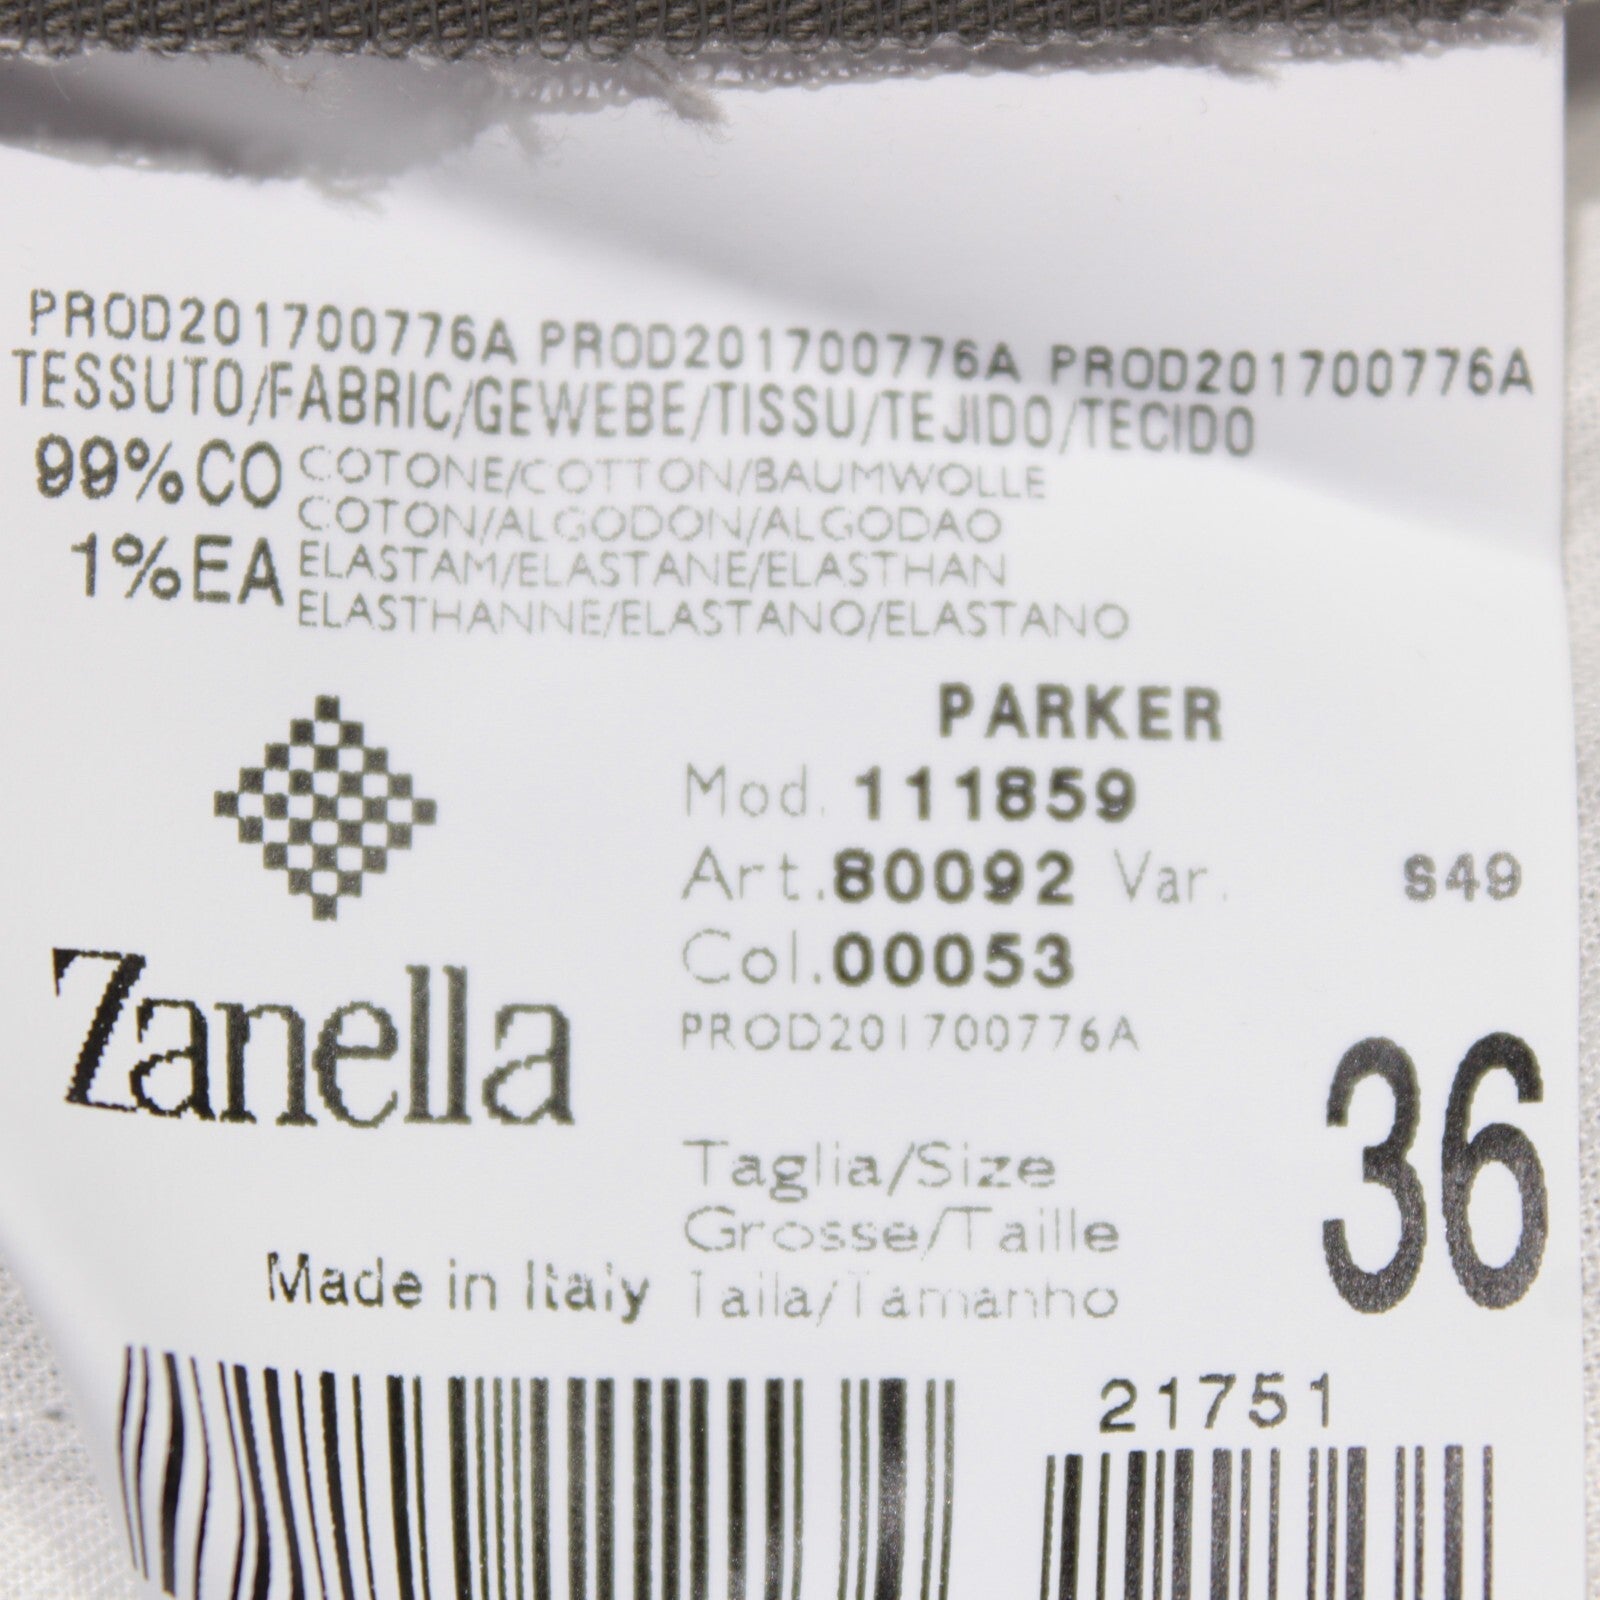 PROD201700776A PROD201700776A PROD201700776A
TESSUTO/FABRIC/GEWEBE/TISSU/TEJIDO/TECIDO
99%CO COTONE/COTTON/BAUMWOLLE
COTON/ALGODON/ALGODAO
1%EA ELASTAM/ELASTANE/ELASTHAN
ELASTHANNE/ELASTANO/ELASTANO
PARKER
Mod. 111859
Art.80092 Var. S49
Col.00053
PROD201700776A
Zanella
36
Taglia/Size
Grosse/Taille
Made in Italy Talla/Tamanho
21751